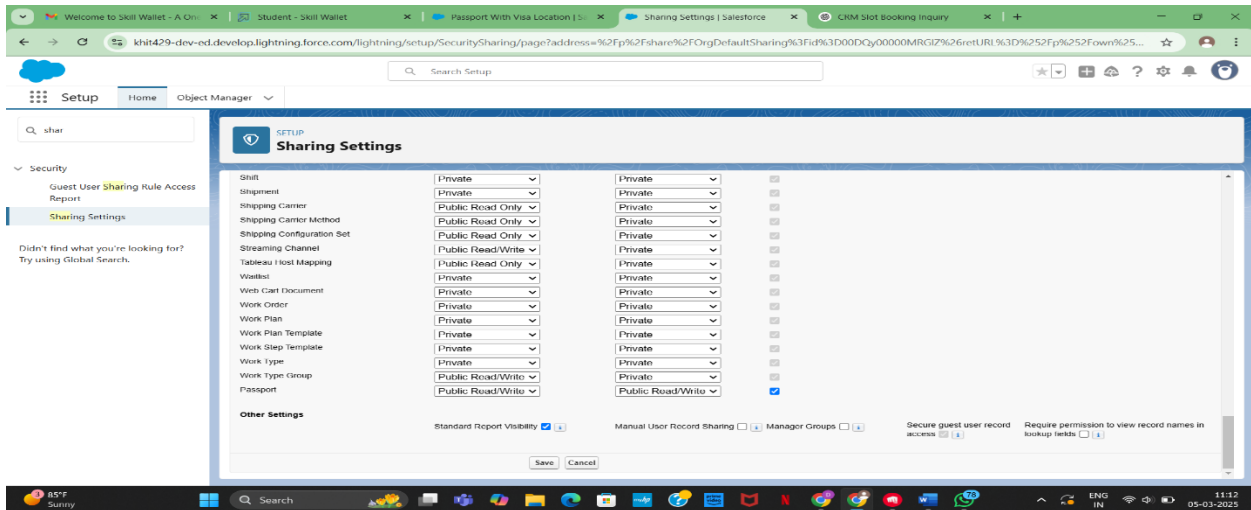 Welcome to Skill Wallet - A On
Student - Skill Wallet
Passport With Visa Location | S
Sharing Settings | Salesforce
CRM Slot Booking Inquiry
khit429-dev-ed.develop.lightning.force.com/lightning/setup/SecuritySharing/page?address=%2Fp%2Fshare%2FOrgDefaultSharing%3Fid%3D00DQy00000MRGIZ%26retURL%3D%252Fp%252Fown%25...
Search Setup
Setup Home Object Manager
shar
SETUP
Sharing Settings
Security
Guest User Sharing Rule Access
Report
Sharing Settings
Didn't find what you're looking for?
Try using Global Search.
Shift Private Private
Shipment Private Private
Shipping Carrier Public Read Only Private
Shipping Carrier Method Public Read Only Private
Shipping Configuration Set Public Read Only Private
Streaming Channel Public Read/Write Private
Tableau Host Mapping Public Read Only Private
Waitlist Private Private
Web Cart Document Private Private
Work Order Private Private
Work Plan Private Private
Work Plan Template Private Private
Work Step Template Private Private
Work Type Private Private
Work Type Group Public Read/Write Private
Passport Public Read/Write Public Read/Write
Other Settings
Standard Report Visibility Manual User Record Sharing Manager Groups
Secure guest user record
access
Require permission to view record names in
lookup fields
Save Cancel
3
85°F
Sunny
Search
78
ENG
IN
11:12
05-03-2025